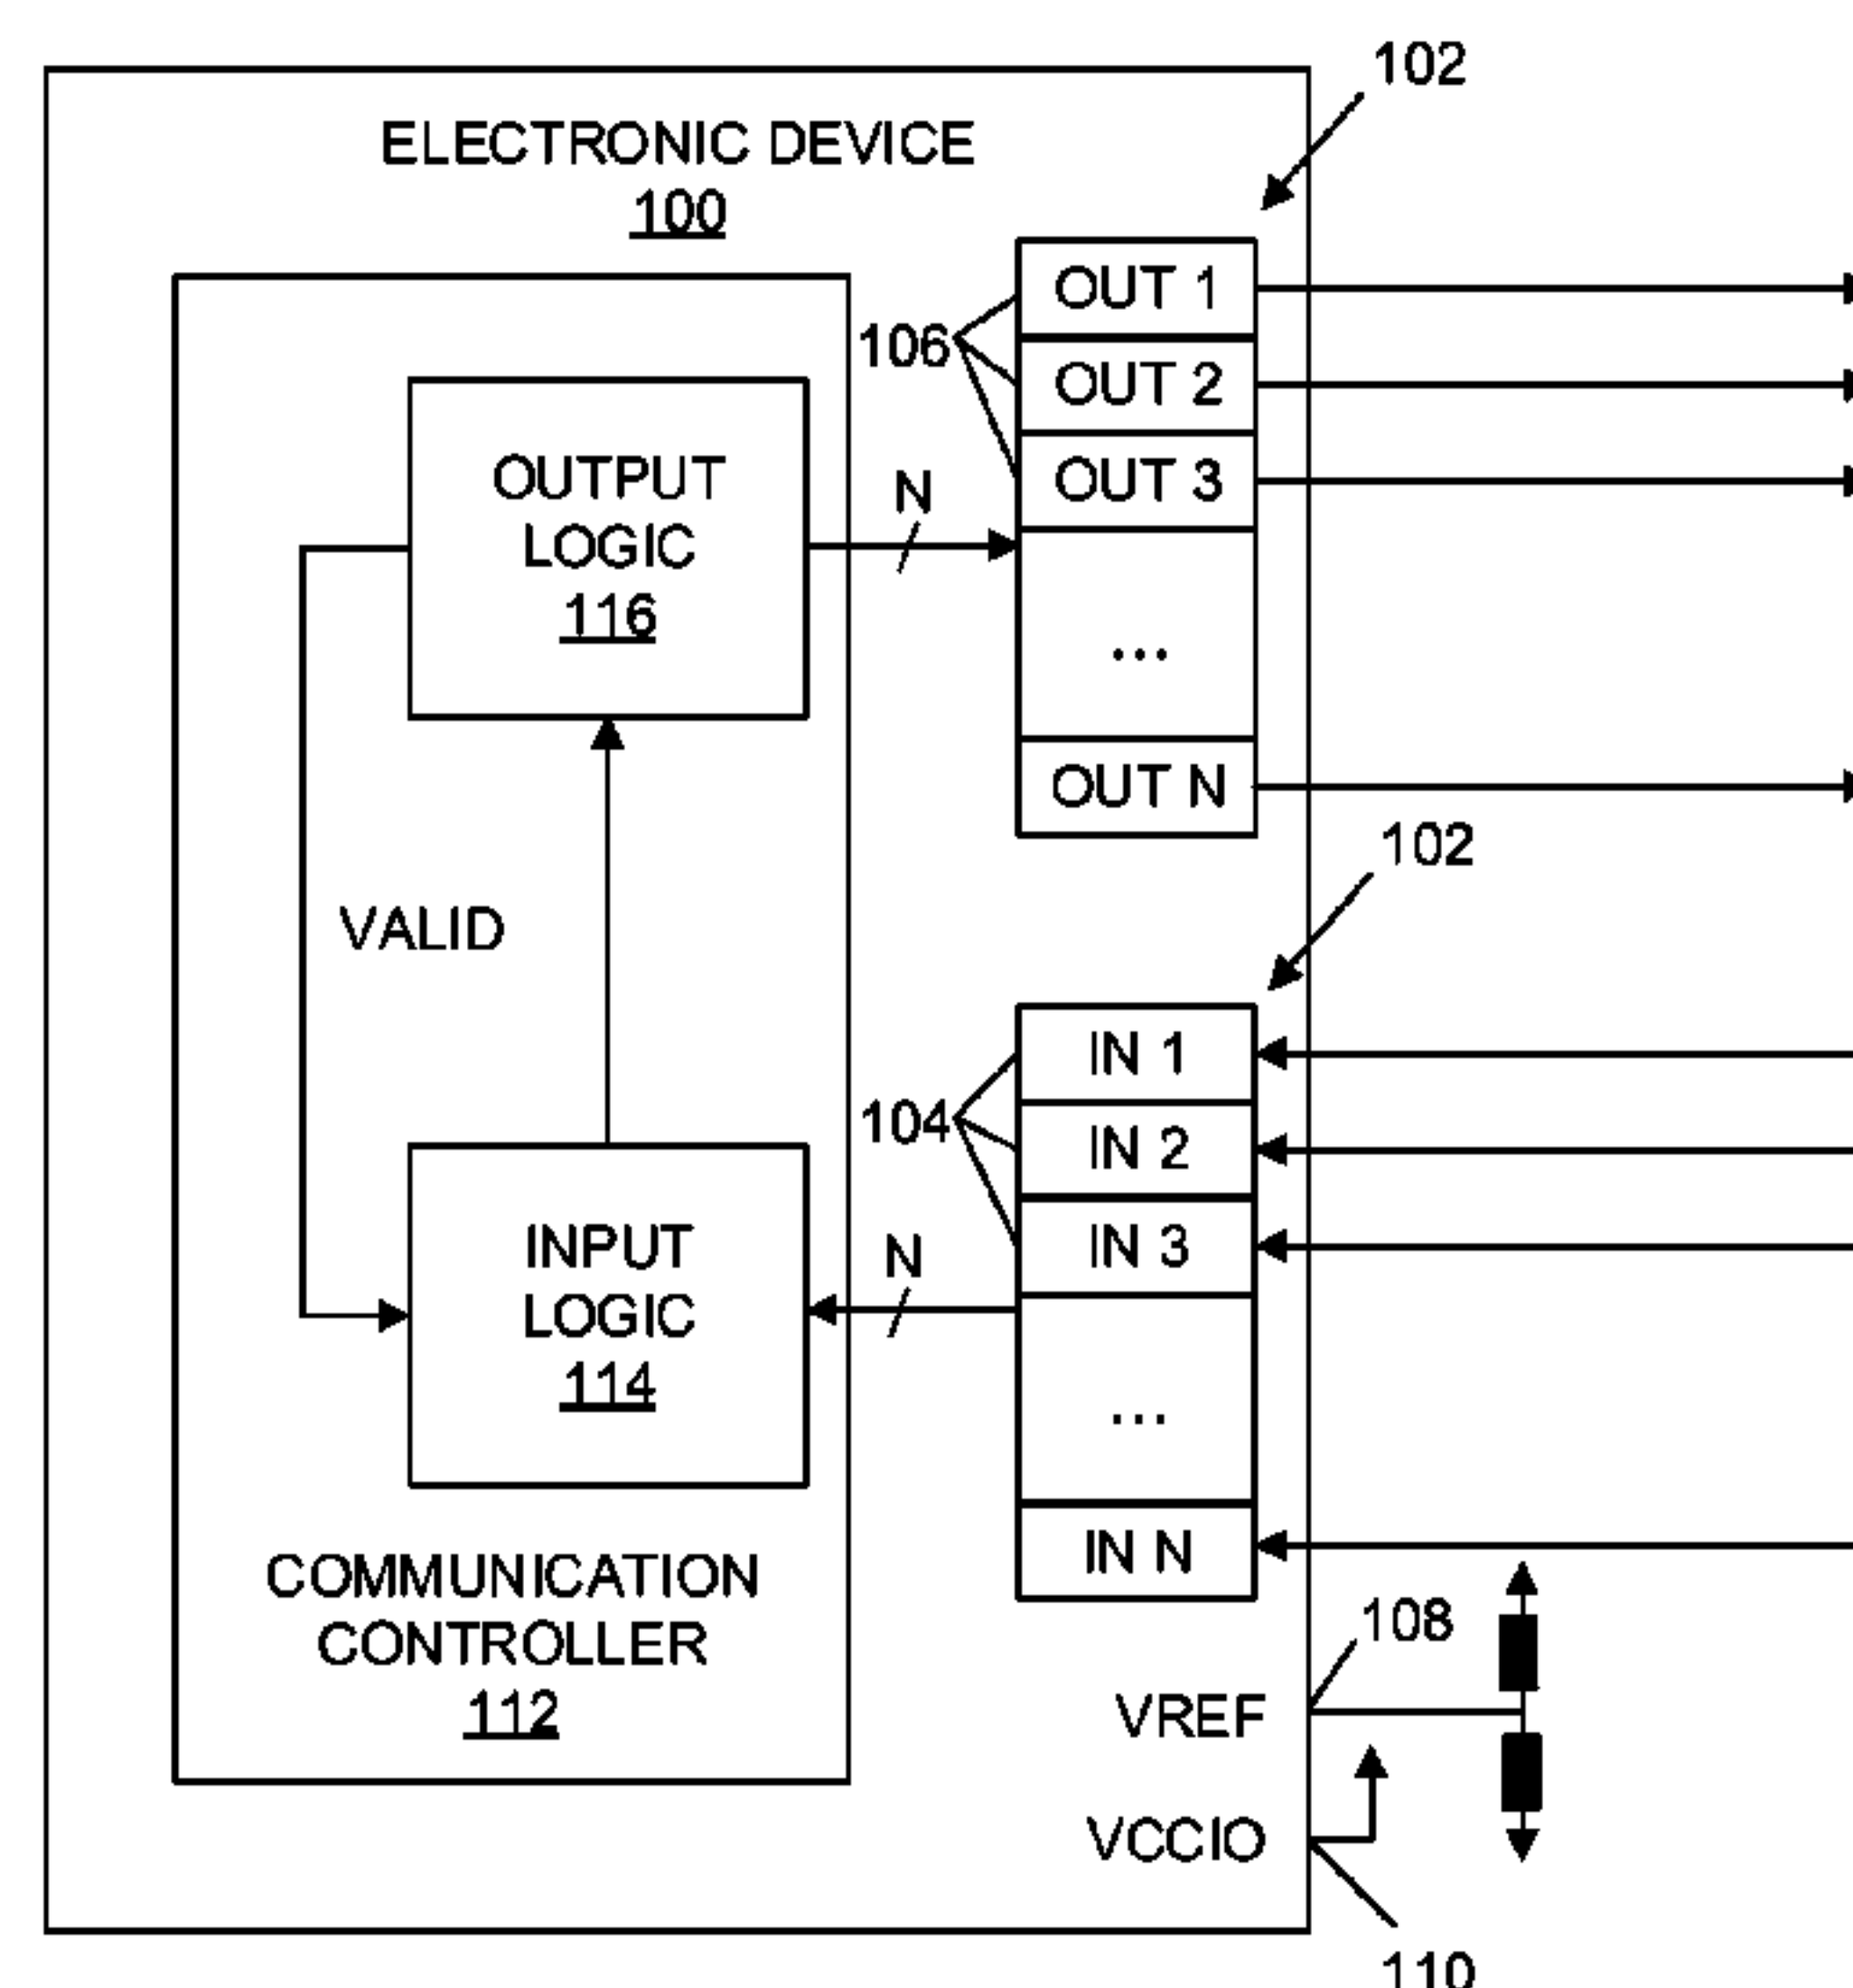 102
ELECTRONIC DEVICE
100
OUT 1
106
OUT 2
OUT 3
OUTPUT
LOGIC
116
N
...
OUT N
102
VALID
IN 1
104
IN 2
IN 3
INPUT
LOGIC
114
N
...
IN N
COMMUNICATION
CONTROLLER
112
108
VREF
VCCIO
110